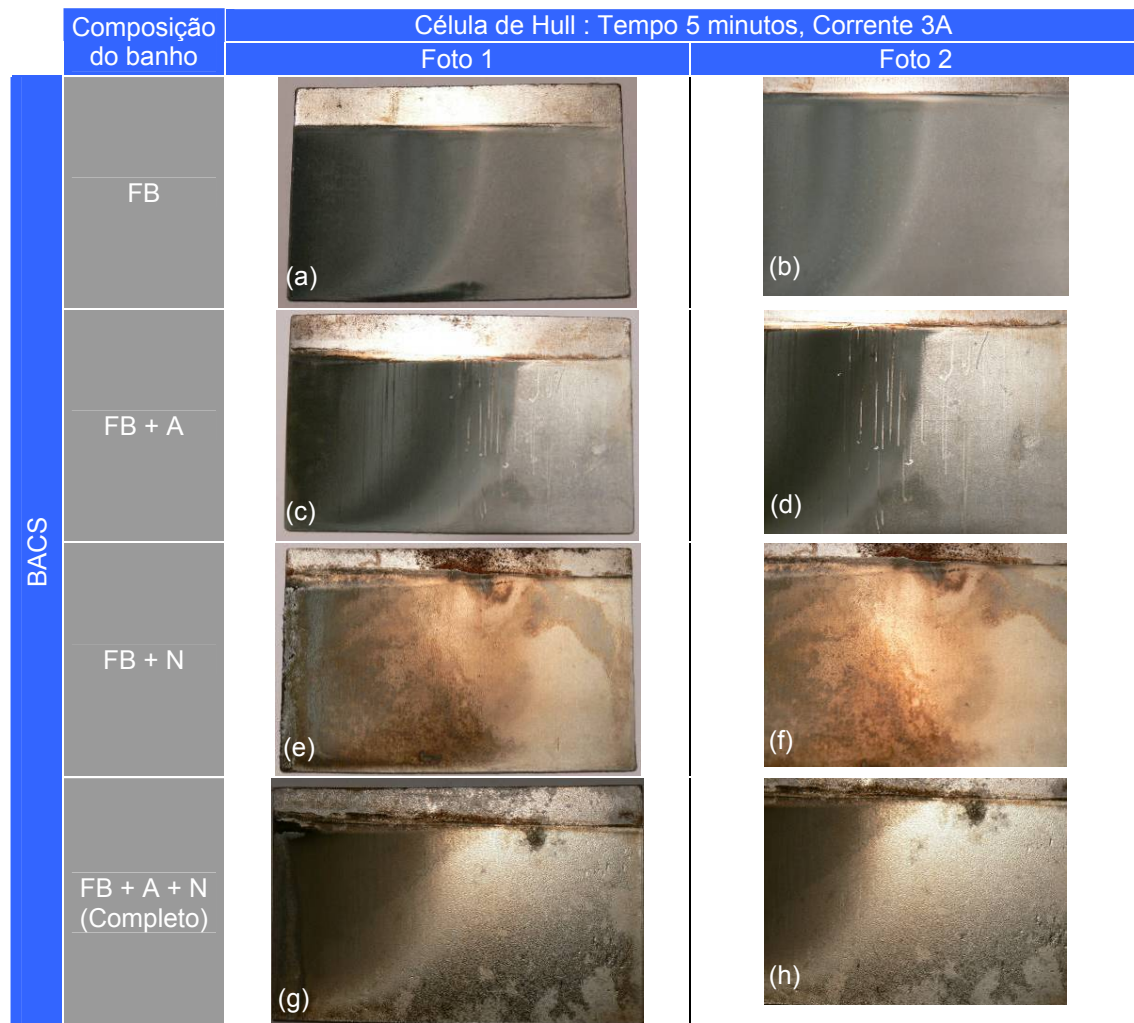 Composição
do banho
Célula de Hull : Tempo 5 minutos, Corrente 3A
Foto 1
Foto 2
BACS
FB
(a)
(b)
FB + A
(c)
(d)
FB + N
(e)
(f)
FB + A + N
(Completo)
(g)
(h)